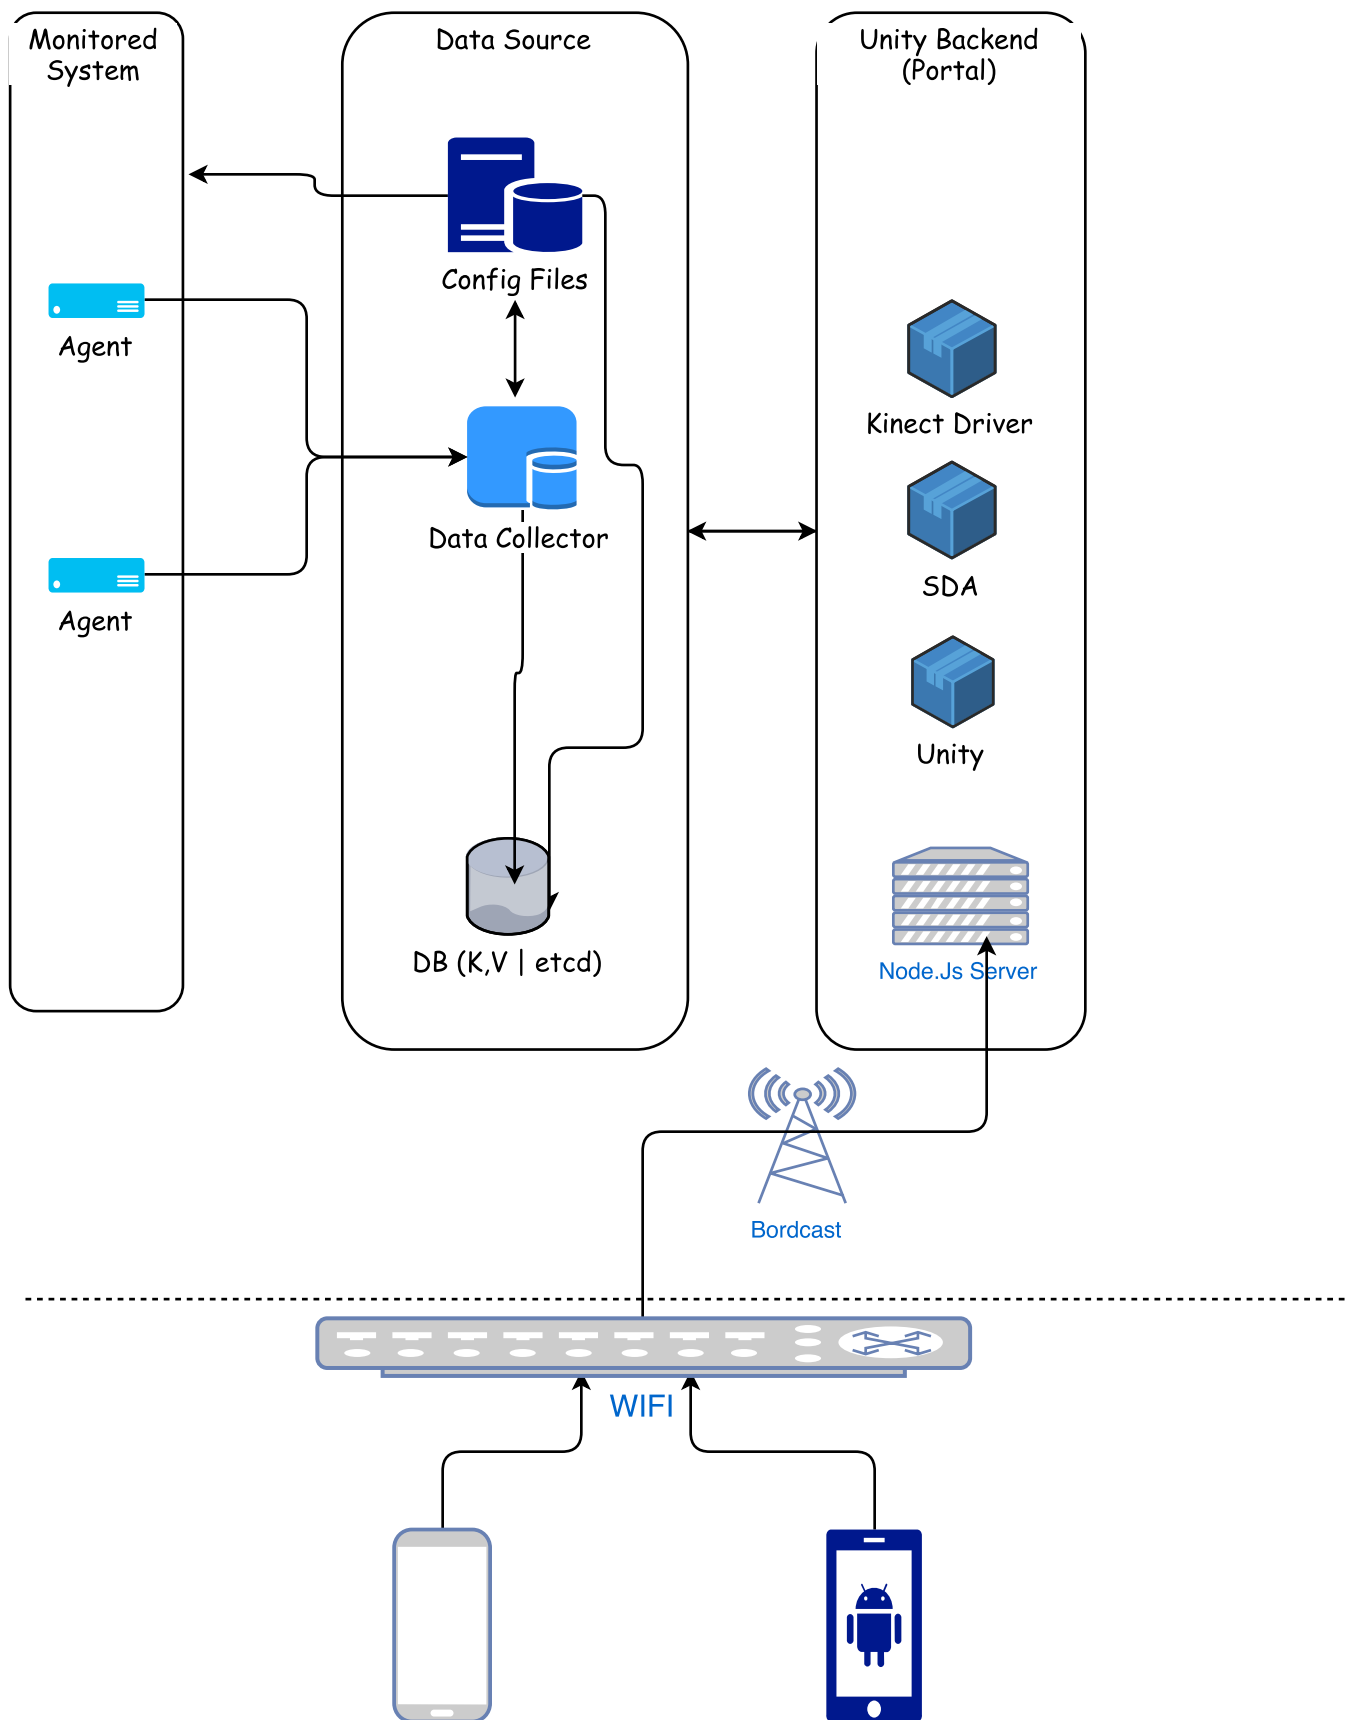 Monitored
System
Data Source
Unity Backend
(Portal)
Config Files
Agent
Kinect Driver
Data Collector
SDA
Agent
Unity
DB (K,V | etcd)
Node.Js Server
Bordcast
WIFI